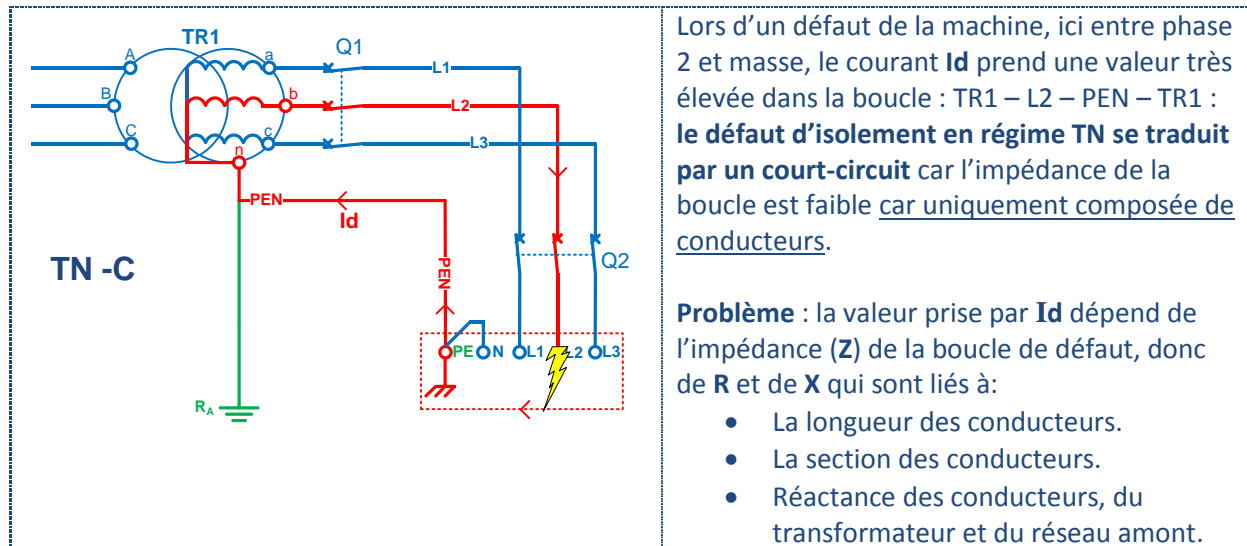 TR1
Q1
A
a
L1
B
b
L2
C
c
L3
n
PEN
Id
TN -C
PEN
Q2
PE N L1 L2 L3
RA
Lors d’un défaut de la machine, ici entre phase
2 et masse, le courant Id prend une valeur très
élevée dans la boucle : TR1 – L2 – PEN – TR1 :
le défaut d’isolement en régime TN se traduit
par un court-circuit car l’impédance de la
boucle est faible car uniquement composée de
conducteurs.
Problème : la valeur prise par Id dépend de
l’impédance (Z) de la boucle de défaut, donc
de R et de X qui sont liés à:
• La longueur des conducteurs.
• La section des conducteurs.
• Réactance des conducteurs, du
transformateur et du réseau amont.